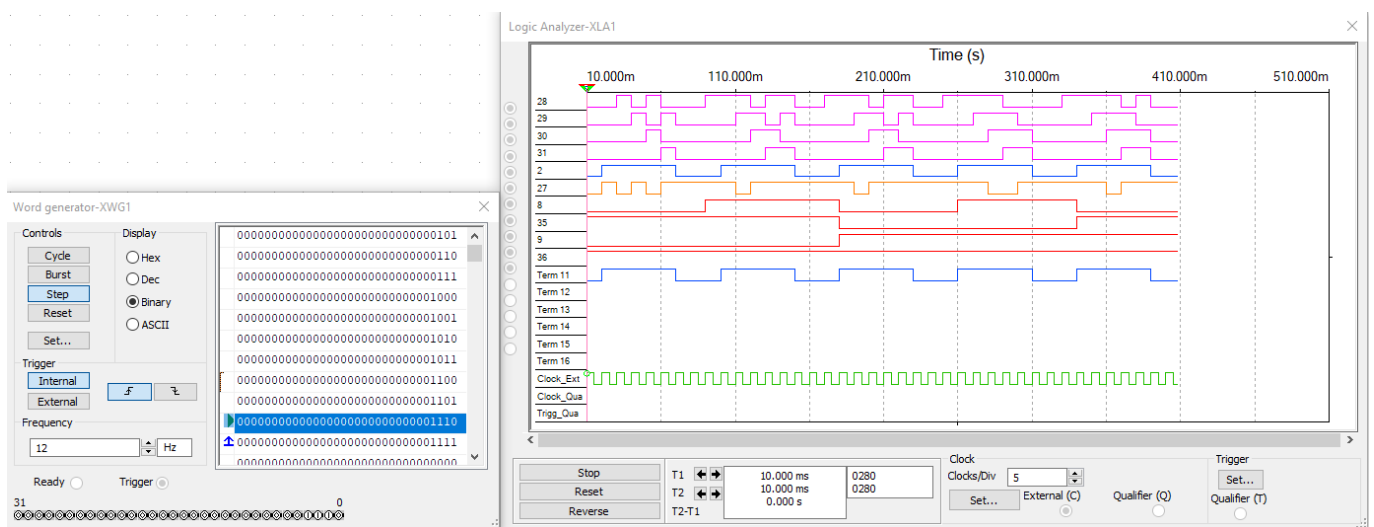 Logic Analyzer-XLA1
Time (s)
10.000m 110.000m 210.000m 310.000m 410.000m 510.000m
28
29
30
31
2
27
8
35
9
36
Term 11
Term 12
Term 13
Term 14
Term 15
Term 16
Clock_Ext
Clock_Qua
Trigg_Qua
Stop
Reset
Reverse
T1
T2
T2-T1
10.000 ms
10.000 ms
0.000 s
0280
0280
Clock
Clocks/Div 5
Set...
External (C)
Qualifier (Q)
Trigger
Set...
Qualifier (T)
Word generator-XWG1
Controls
Cycle
Burst
Step
Reset
Set...
Display
Hex
Dec
Binary
ASCII
Trigger
Internal
External
Frequency
12 Hz
Ready
Trigger
31 0
00000000000000000000000000000101
00000000000000000000000000000110
00000000000000000000000000000111
00000000000000000000000000001000
00000000000000000000000000001001
00000000000000000000000000001010
00000000000000000000000000001011
00000000000000000000000000001100
00000000000000000000000000001101
00000000000000000000000000001110
00000000000000000000000000001111
00000000000000000000000000000000